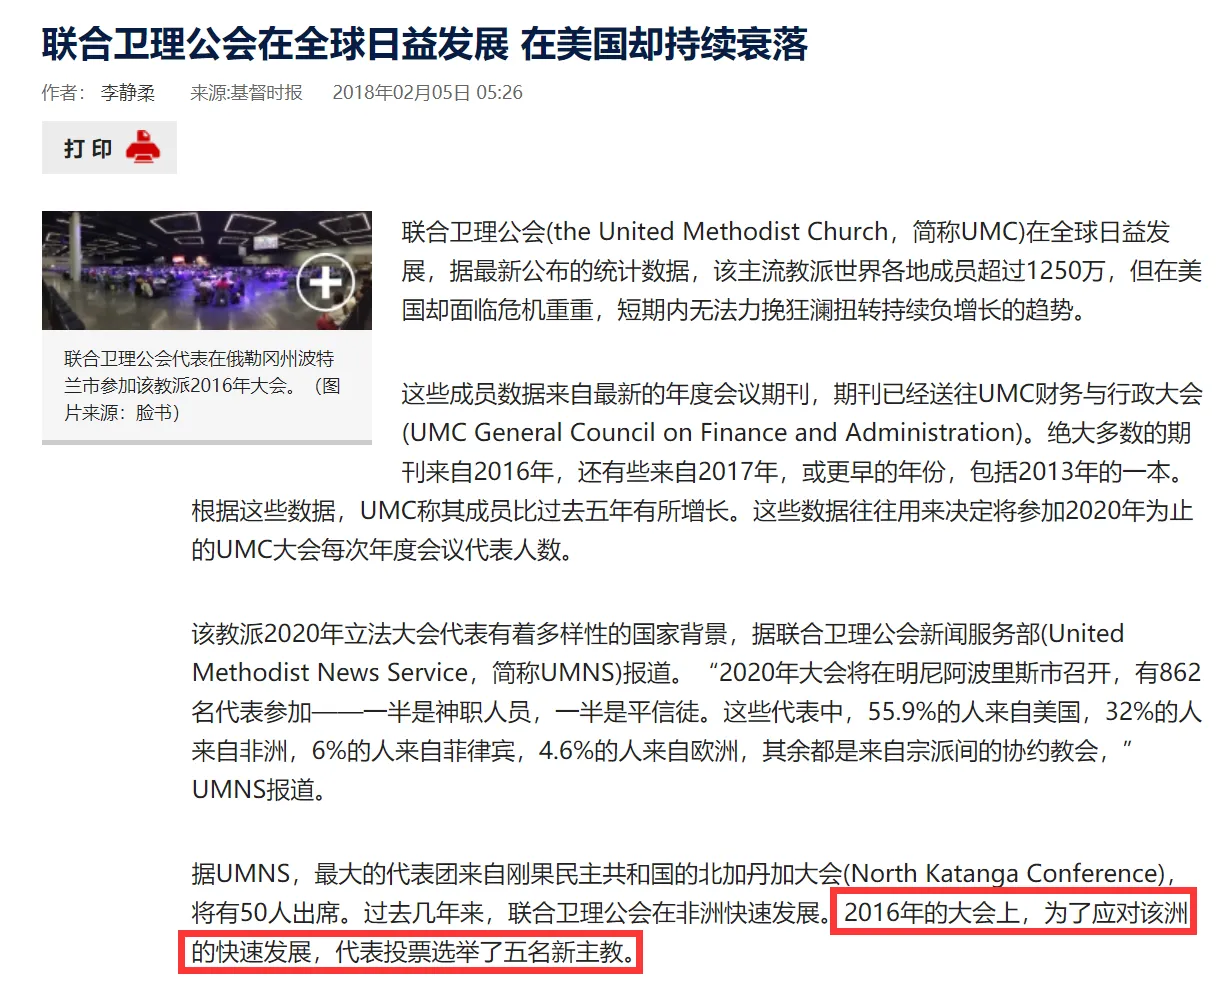 联合卫理公会在全球日益发展 在美国却持续衰落
作者： 李静柔 来源:基督时报 2018年02月05日 05:26
打 印
联合卫理公会代表在俄勒冈州波特
兰市参加该教派2016年大会。（图
片来源：脸书）
联合卫理公会(the United Methodist Church，简称UMC)在全球日益发
展，据最新公布的统计数据，该主流教派世界各地成员超过1250万，但在美
国却面临危机重重，短期内无法力挽狂澜扭转持续负增长的趋势。
这些成员数据来自最新的年度会议期刊，期刊已经送往UMC财务与行政大会
(UMC General Council on Finance and Administration)。绝大多数的期
刊来自2016年，还有些来自2017年，或更早的年份，包括2013年的一本。
根据这些数据，UMC称其成员比过去五年有所增长。这些数据往往用来决定将参加2020年为止
的UMC大会每次年度会议代表人数。
该教派2020年立法大会代表有着多样性的国家背景，据联合卫理公会新闻服务部(United
Methodist News Service，简称UMNS)报道。“2020年大会将在明尼阿波里斯市召开，有862
名代表参加——一半是神职人员，一半是平信徒。这些代表中，55.9%的人来自美国，32%的人
来自非洲，6%的人来自菲律宾，4.6%的人来自欧洲，其余都是来自宗派间的协约教会，”
UMNS报道。
据UMNS，最大的代表团来自刚果民主共和国的北加丹加大会(North Katanga Conference)，
将有50人出席。过去几年来，联合卫理公会在非洲快速发展。2016年的大会上，为了应对该洲
的快速发展，代表投票选举了五名新主教。